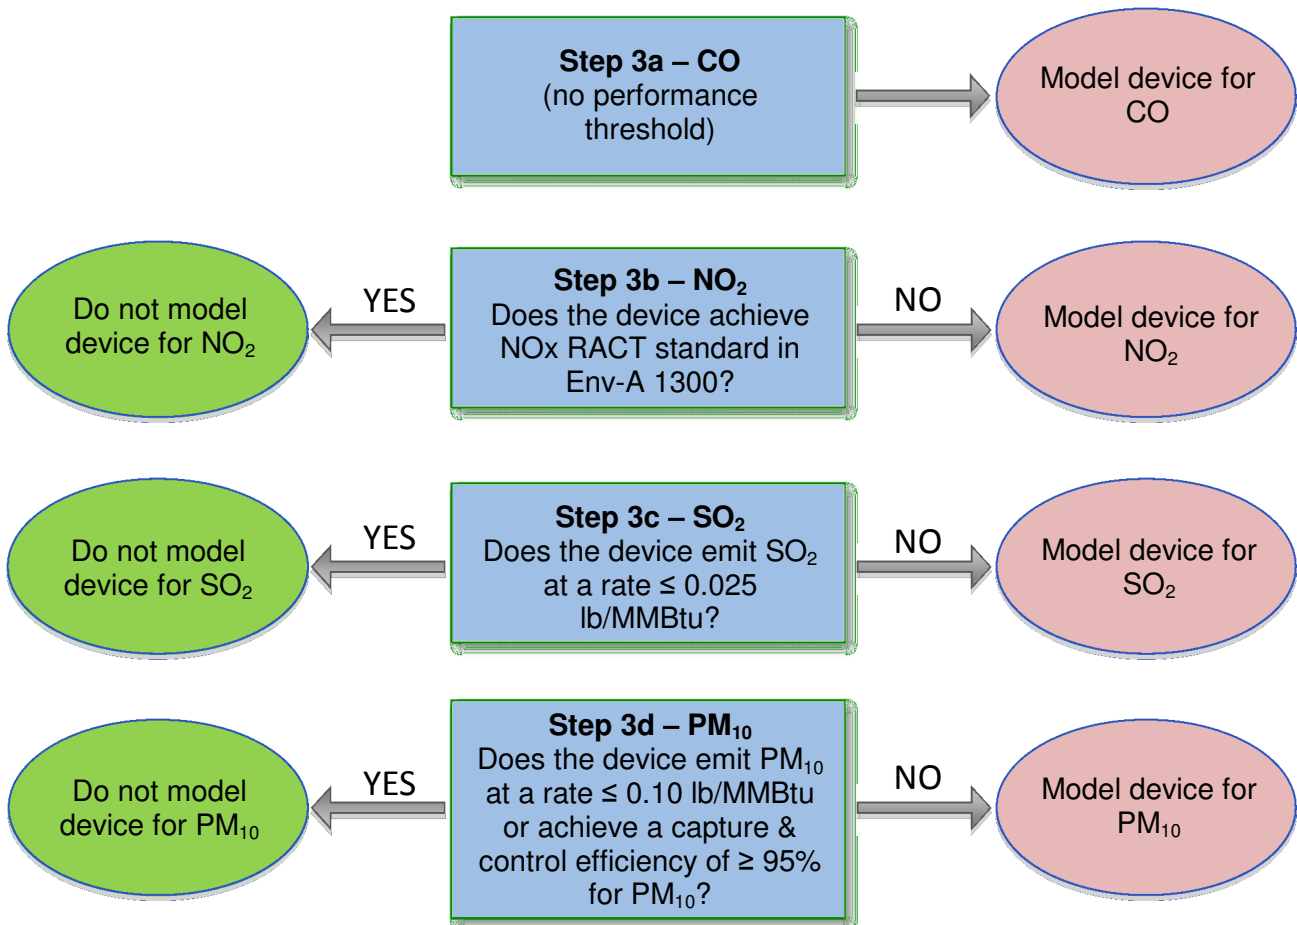 Step 3a – CO
(no performance
threshold)
Model device for
CO
Do not model
device for NO₂
YES
Step 3b – NO₂
Does the device achieve
NOx RACT standard in
Env-A 1300?
NO
Model device for
NO₂
Do not model
device for SO₂
YES
Step 3c – SO₂
Does the device emit SO₂
at a rate ≤ 0.025
lb/MMBtu?
NO
Model device for
SO₂
Do not model
device for PM₁₀
YES
Step 3d – PM₁₀
Does the device emit PM₁₀
at a rate ≤ 0.10 lb/MMBtu
or achieve a capture &
control efficiency of ≥ 95%
for PM₁₀?
NO
Model device for
PM₁₀